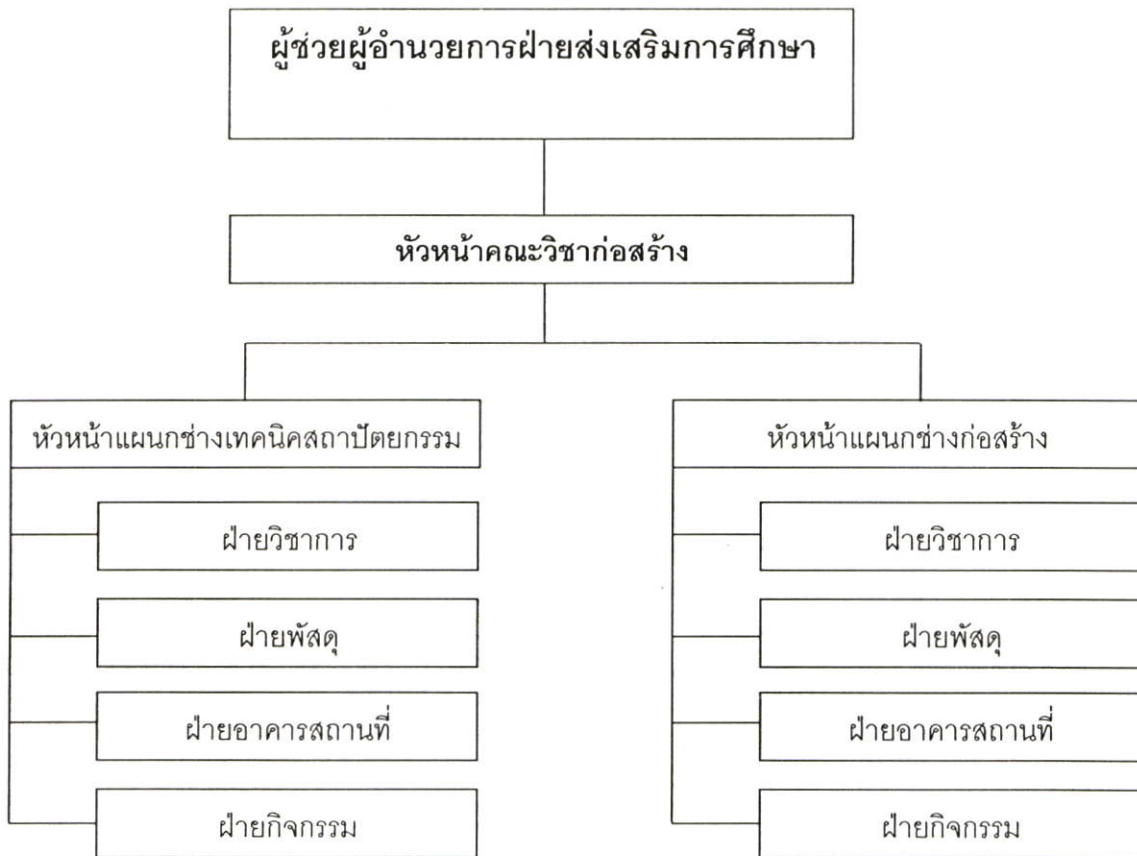 ผู้ช่วยผู้อำนวยการฝ่ายส่งเสริมการศึกษา
หัวหน้าคณะวิชาก่อสร้าง
หัวหน้าแผนกช่างเทคนิคสถาปัตยกรรม
ฝ่ายวิชาการ
ฝ่ายพัสดุ
ฝ่ายอาคารสถานที่
ฝ่ายกิจกรรม
หัวหน้าแผนกช่างก่อสร้าง
ฝ่ายวิชาการ
ฝ่ายพัสดุ
ฝ่ายอาคารสถานที่
ฝ่ายกิจกรรม